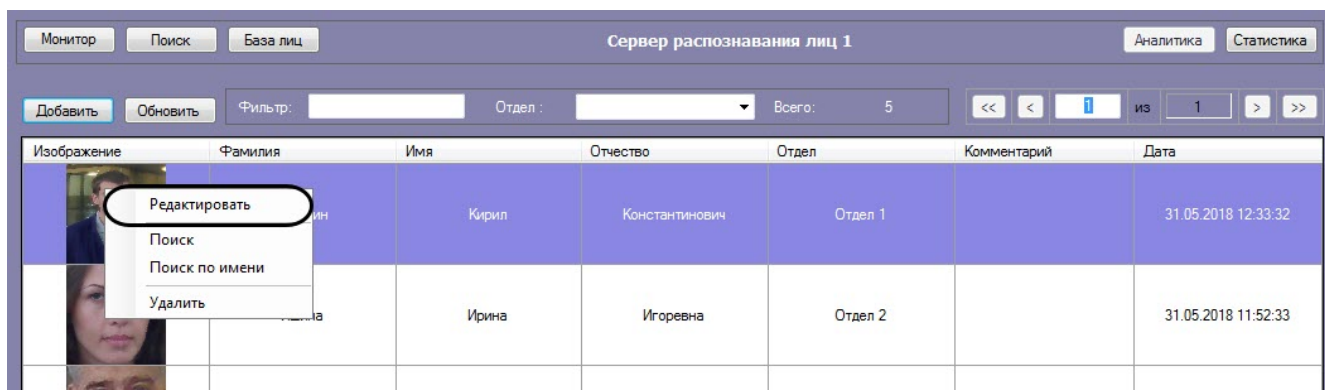 Монитор Поиск База лиц Сервер распознавания лиц 1 Аналитика Статистика
Добавить Обновить Фильтр: Отдел : Всего: 5 << < 1 из 1 > >>
Изображение Фамилия Имя Отчество Отдел Комментарий Дата
Редактировать
Кирил Константинович Отдел 1 31.05.2018 12:33:32
Поиск
Поиск по имени
Удалить
Ирина Игоревна Отдел 2 31.05.2018 11:52:33